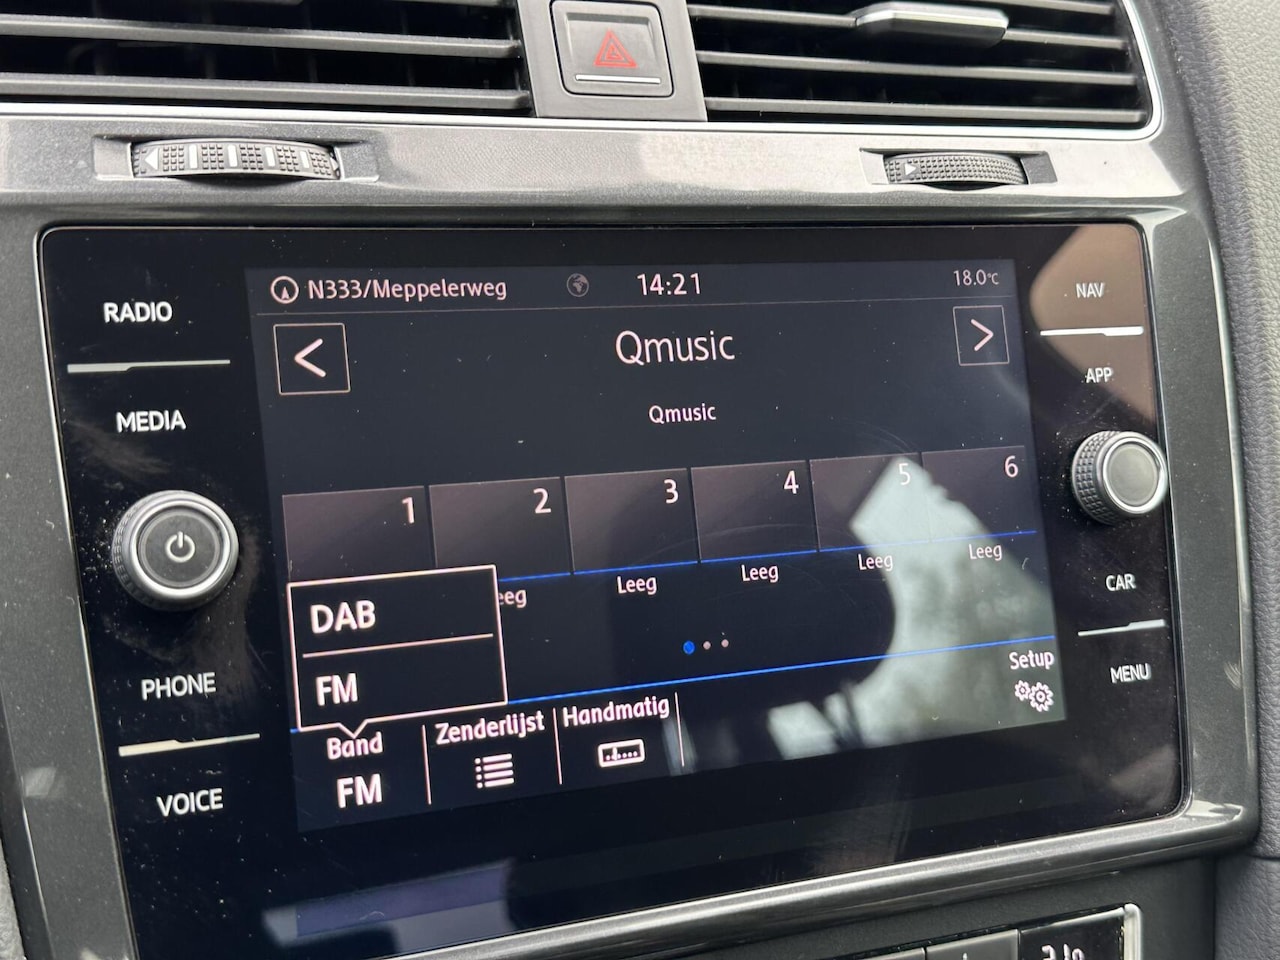 N333/Meppelerweg 14:21 18.0°C
< Qmusic >
Qmusic
RADIO
MEDIA
PHONE
VOICE
NAV
APP
CAR
MENU
1 2 3 4 5 6
eeg Leeg Leeg Leeg Leeg
DAB
FM
Band Zenderlijst Handmatig Setup
FM